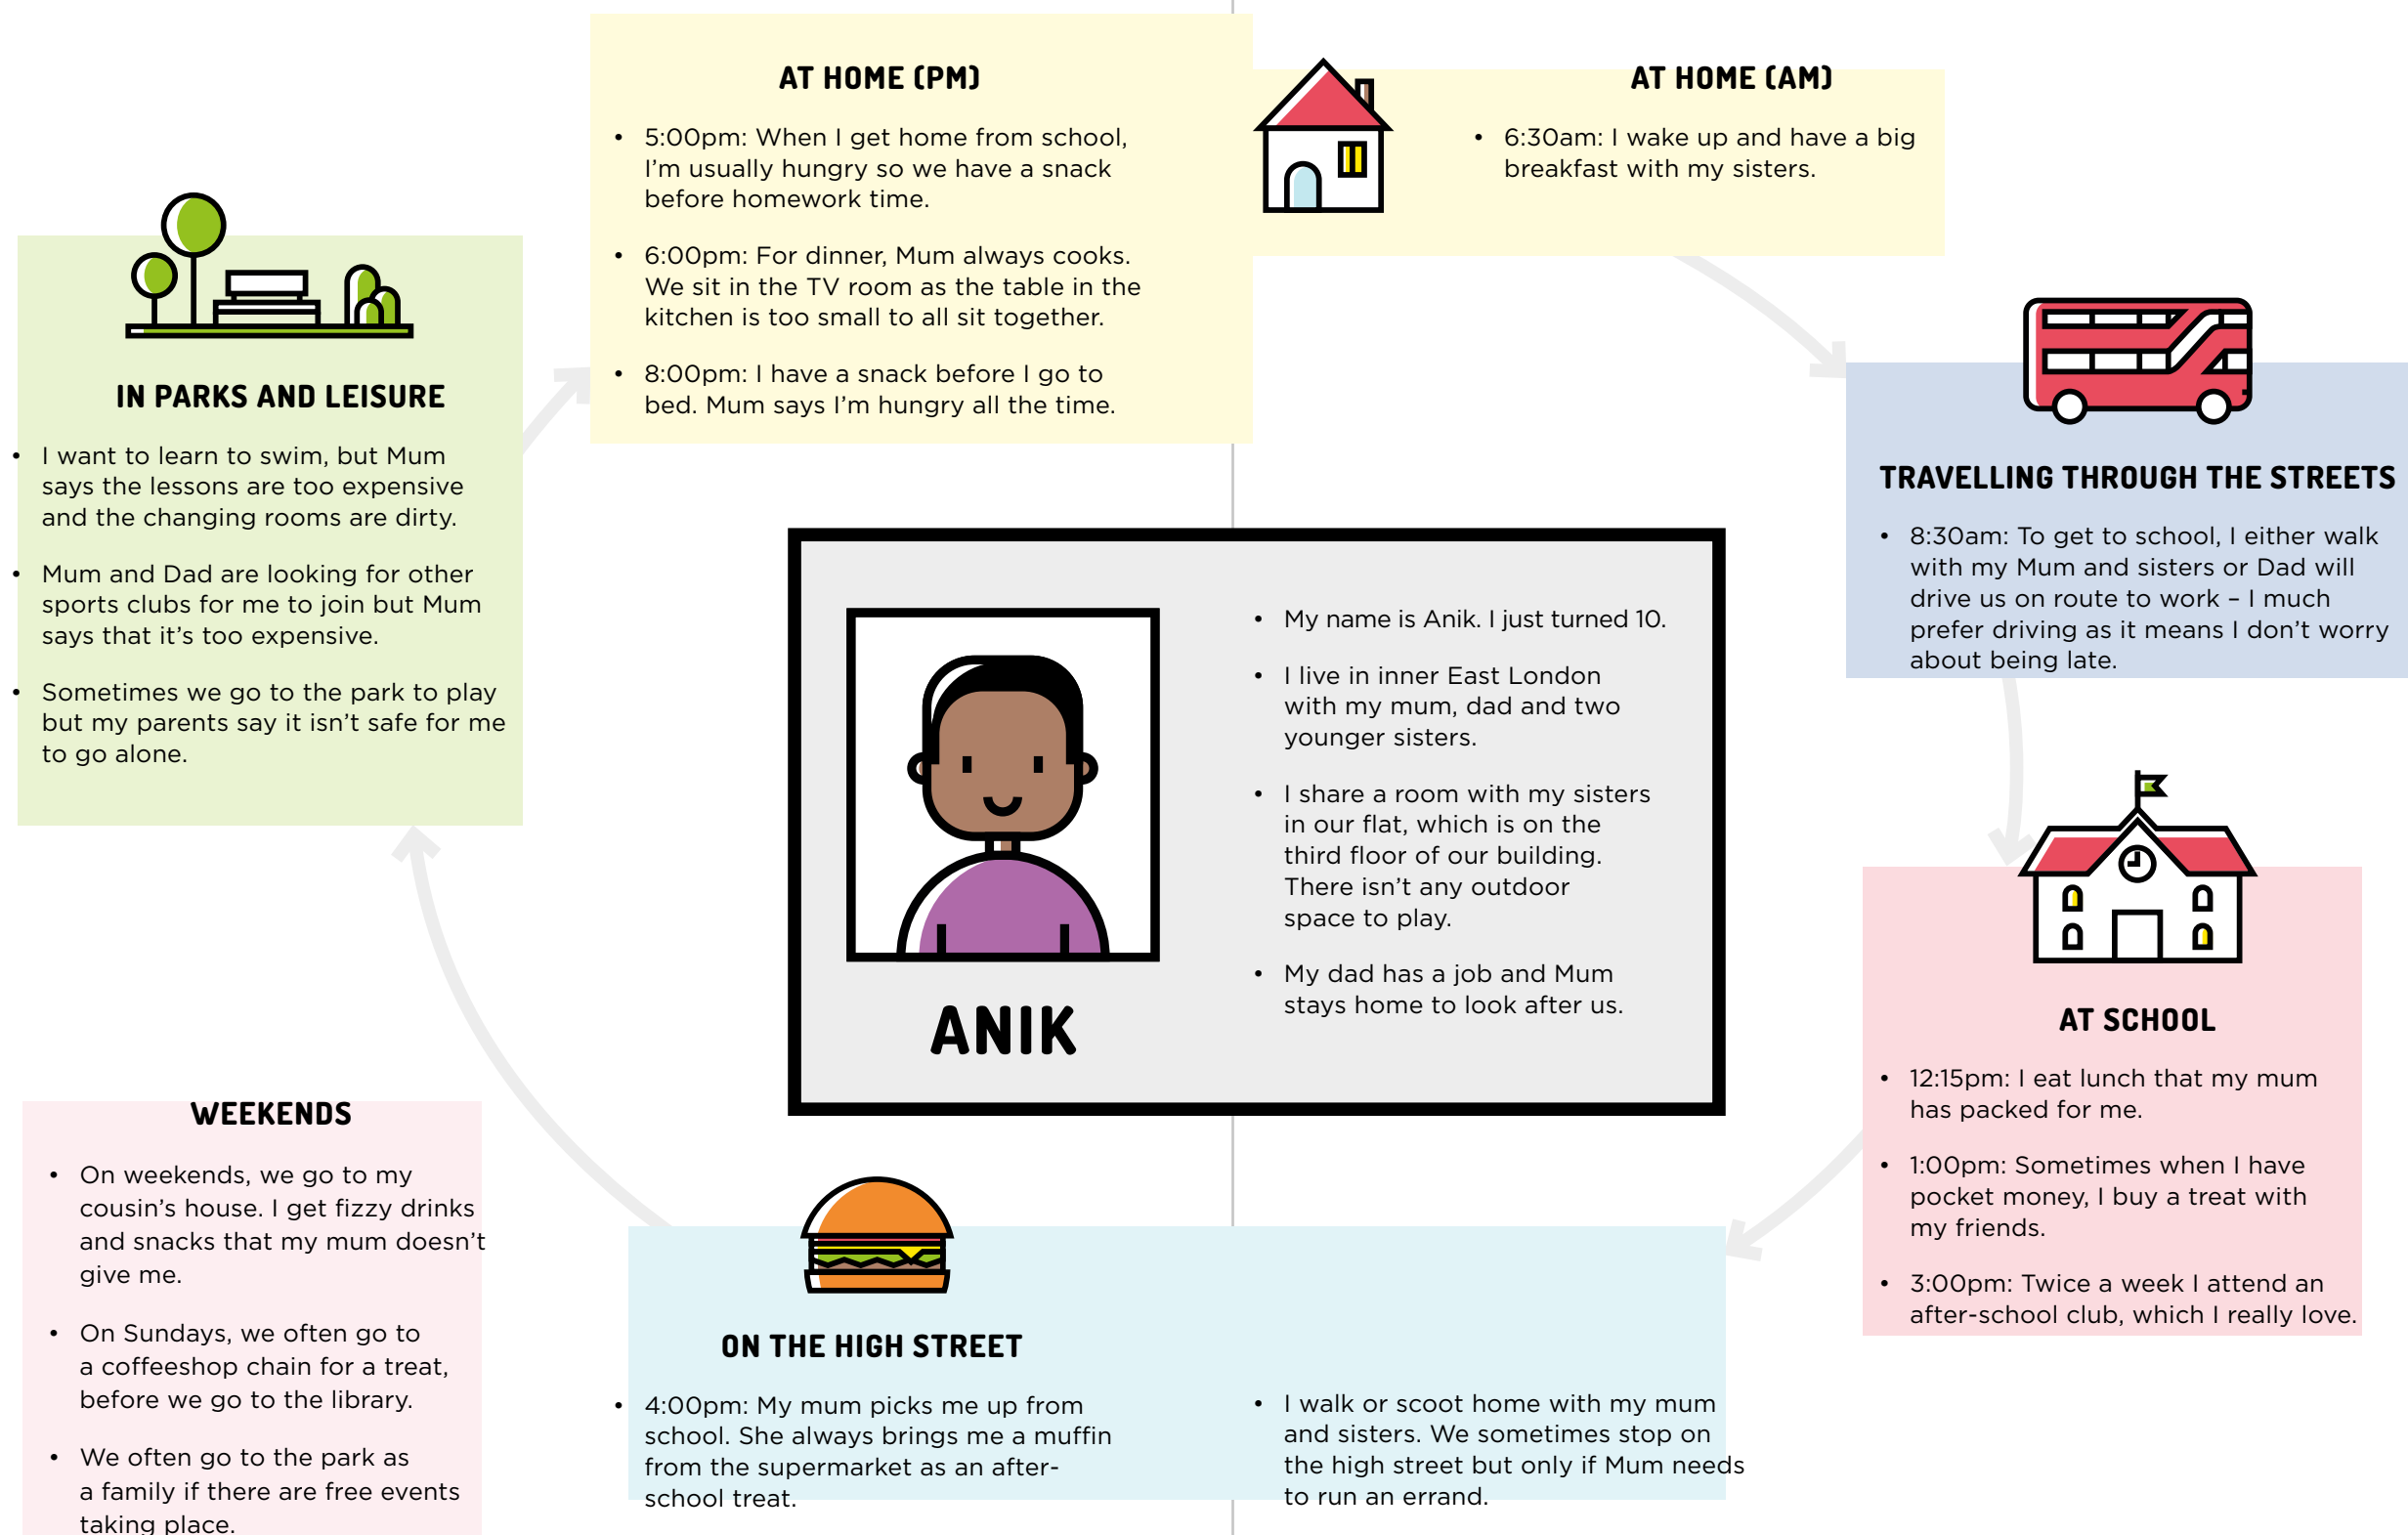 AT HOME (PM)
• 5:00pm: When I get home from school,
I’m usually hungry so we have a snack
before homework time.
• 6:00pm: For dinner, Mum always cooks.
We sit in the TV room as the table in the
kitchen is too small to all sit together.
• 8:00pm: I have a snack before I go to
bed. Mum says I’m hungry all the time.
AT HOME (AM)
• 6:30am: I wake up and have a big
breakfast with my sisters.
TRAVELLING THROUGH THE STREETS
• 8:30am: To get to school, I either walk
with my Mum and sisters or Dad will
drive us on route to work – I much
prefer driving as it means I don’t worry
about being late.
AT SCHOOL
• 12:15pm: I eat lunch that my mum
has packed for me.
• 1:00pm: Sometimes when I have
pocket money, I buy a treat with
my friends.
• 3:00pm: Twice a week I attend an
after-school club, which I really love.
ON THE HIGH STREET
• 4:00pm: My mum picks me up from
school. She always brings me a muffin
from the supermarket as an after-
school treat.
• I walk or scoot home with my mum
and sisters. We sometimes stop on
the high street but only if Mum needs
to run an errand.
IN PARKS AND LEISURE
• I want to learn to swim, but Mum
says the lessons are too expensive
and the changing rooms are dirty.
• Mum and Dad are looking for other
sports clubs for me to join but Mum
says that it’s too expensive.
• Sometimes we go to the park to play
but my parents say it isn’t safe for me
to go alone.
WEEKENDS
• On weekends, we go to my
cousin’s house. I get fizzy drinks
and snacks that my mum doesn’t
give me.
• On Sundays, we often go to
a coffeeshop chain for a treat,
before we go to the library.
• We often go to the park as
a family if there are free events
taking place.
ANIK
• My name is Anik. I just turned 10.
• I live in inner East London
with my mum, dad and two
younger sisters.
• I share a room with my sisters
in our flat, which is on the
third floor of our building.
There isn’t any outdoor
space to play.
• My dad has a job and Mum
stays home to look after us.